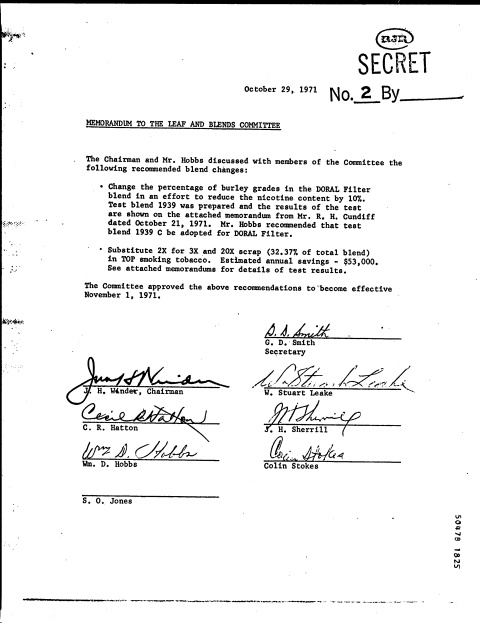 RJR
SECRET
October 29, 1971
No. 2 By
MEMORANDUM TO THE LEAF AND BLENDS COMMITTEE
The Chairman and Mr. Hobbs discussed with members of the Committee the
following recommended blend changes:
* Change the percentage of burley grades in the DORAL Filter
blend in an effort to reduce the nicotine content by 10%.
Test blend 1939 was prepared and the results of the test
are shown on the attached memorandum from Mr. R. H. Cundiff
dated October 21, 1971. Mr. Hobbs recommended that test
blend 1939 C be adopted for DORAL Filter.
* Substitute 2X for 3X and 20X scrap (32.37% of total blend)
in TOP smoking tobacco. Estimated annual savings - $53,000.
See attached memorandums for details of test results.
The Committee approved the above recommendations to become effective
November 1, 1971.
G. D. Smith
Secretary
J. H. Winder, Chairman
W. Stuart Leake
W. Stuart Leake
Cecil R Hatton
C. R. Hatton
J. H. Sherrill
Wm D. Hobbs
Wm. D. Hobbs
Colin Stokes
Colin Stokes
S. O. Jones
50478 1825